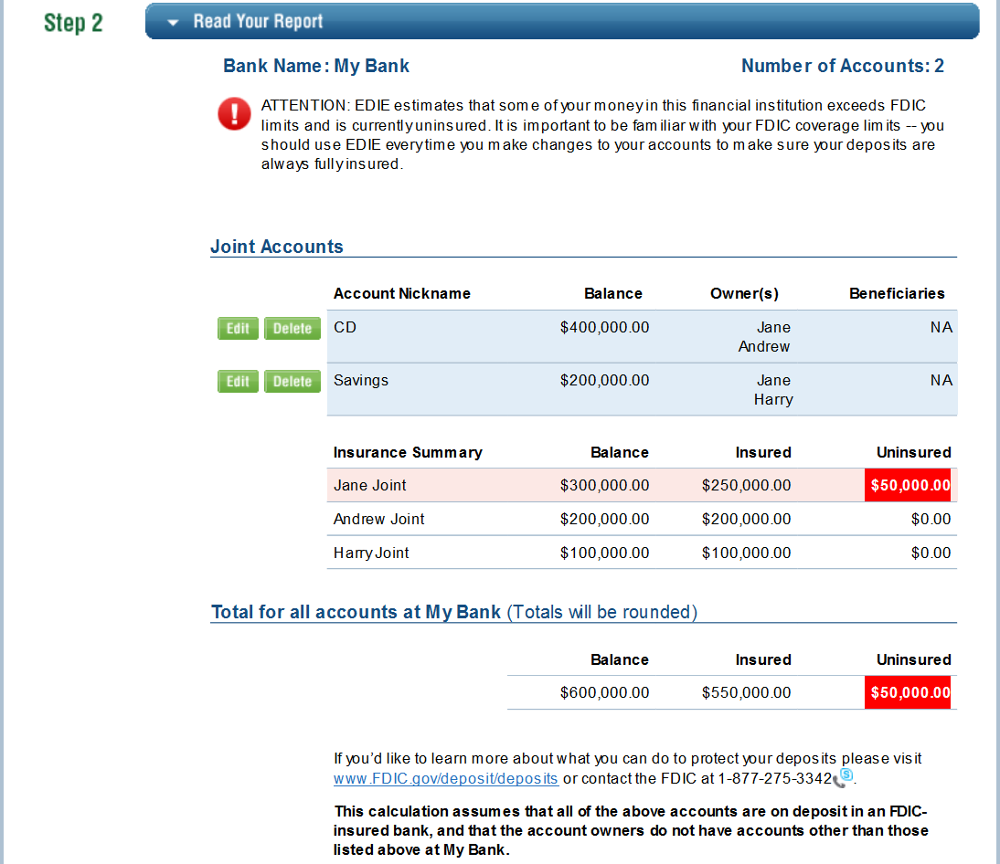 Step 2
Read Your Report
Bank Name: My Bank Number of Accounts: 2
ATTENTION: EDIE estimates that some of your money in this financial institution exceeds FDIC
limits and is currently uninsured. It is important to be familiar with your FDIC coverage limits -- you
should use EDIE everytime you make changes to your accounts to make sure your deposits are
always fully insured.
Joint Accounts
Account Nickname Balance Owner(s) Beneficiaries
Edit Delete CD $400,000.00 Jane NA
Andrew
Edit Delete Savings $200,000.00 Jane NA
Harry
Insurance Summary Balance Insured Uninsured
Jane Joint $300,000.00 $250,000.00 $50,000.00
Andrew Joint $200,000.00 $200,000.00 $0.00
Harry Joint $100,000.00 $100,000.00 $0.00
Total for all accounts at My Bank (Totals will be rounded)
Balance Insured Uninsured
$600,000.00 $550,000.00 $50,000.00
If you’d like to learn more about what you can do to protect your deposits please visit
www.FDIC.gov/deposit/deposits or contact the FDIC at 1-877-275-3342 S.
This calculation assumes that all of the above accounts are on deposit in an FDIC-
insured bank, and that the account owners do not have accounts other than those
listed above at My Bank.